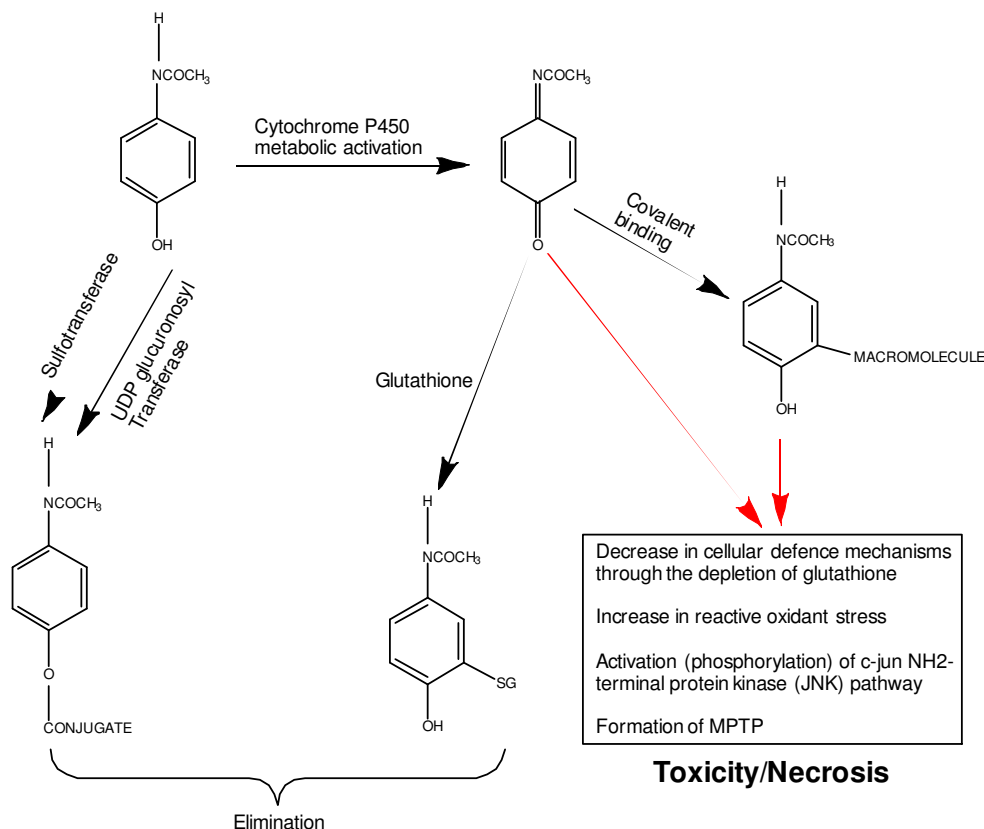 H
NCOCH3
OH
Cytochrome P450
metabolic activation
NCOCH3
O
Covalent
binding
H
NCOCH3
MACROMOLECULE
OH
Sulfotransferase
UDP glucuronosyl
Transferase
Glutathione
H
NCOCH3
O
CONJUGATE
H
NCOCH3
SG
OH
Elimination
Decrease in cellular defence mechanisms
through the depletion of glutathione
Increase in reactive oxidant stress
Activation (phosphorylation) of c-jun NH2-
terminal protein kinase (JNK) pathway
Formation of MPTP
Toxicity/Necrosis